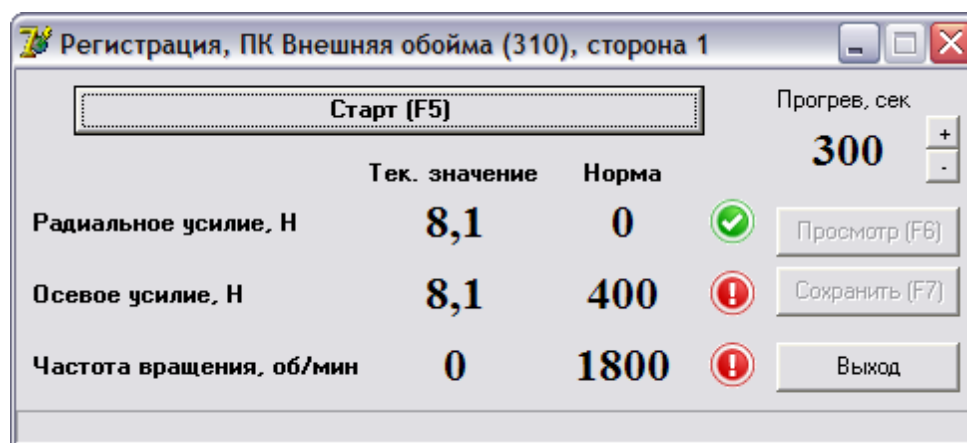 Регистрация, ПК Внешняя обойма (310), сторона 1
Старт (F5)
Прогрев, сек
300
+
-
Тек. значение Норма
Радиальное усилие, Н 8,1 0
Просмотр (F6)
Осевое усилие, Н 8,1 400
Сохранить (F7)
Частота вращения, об/мин 0 1800
Выход